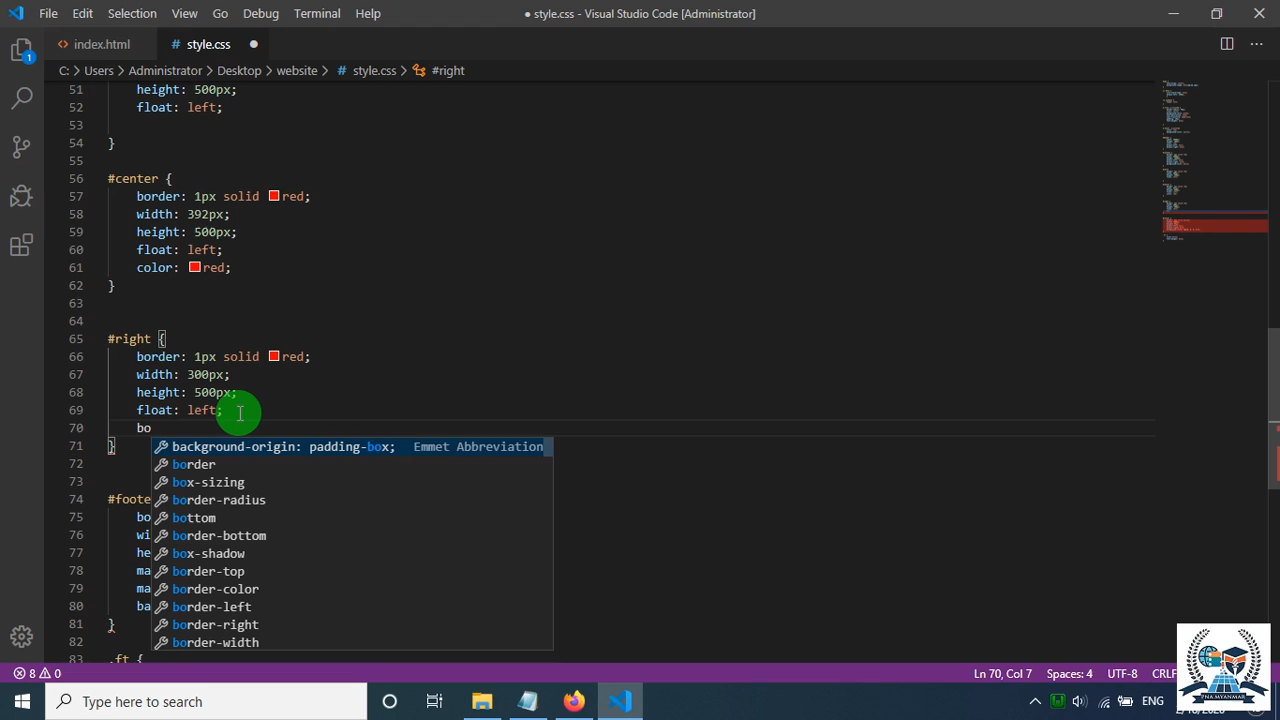 File Edit Selection View Go Debug Terminal Help
● style.css - Visual Studio Code [Administrator]
1
index.html
style.css
C: > Users > Administrator > Desktop > website > style.css > #right
51 height: 500px;
52 float: left;
53
54 }
55
56 #center {
57 border: 1px solid red;
58 width: 392px;
59 height: 500px;
60 float: left;
61 color: red;
62 }
63
64
65 #right {
66 border: 1px solid red;
67 width: 300px;
68 height: 500px;
69 float: left;
70 bo
71 }
background-origin: padding-box; Emmet Abbreviation
72
border
73
box-sizing
74 #foote
border-radius
75 bo
bottom
76 wi
border-bottom
77 he
box-shadow
78 ma
border-top
79 ma
border-color
80 ba
border-left
81 }
border-right
82
border-width
83 .ft {
PNA MYANMAR
8 0
Ln 70, Col 7 Spaces: 4 UTF-8 CRLF
Type here to search
ENG